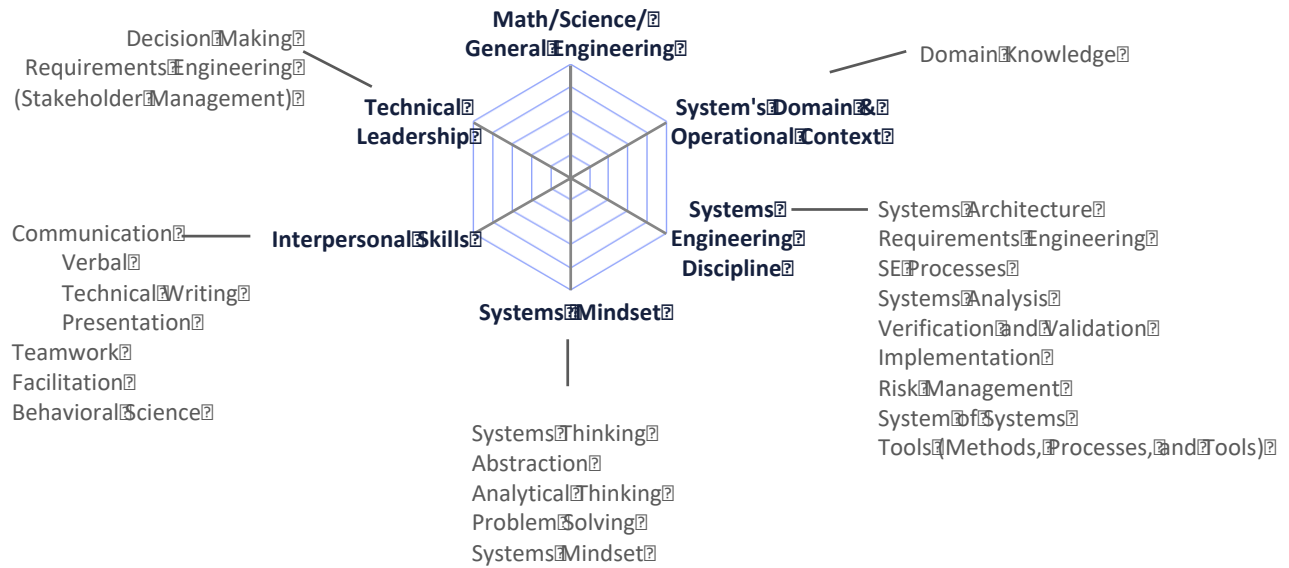 Math/Science/
General Engineering
Decision Making
Requirements Engineering
(Stakeholder Management)
Technical
Leadership
System's Domain &
Operational Context
Domain Knowledge
Communication
Verbal
Technical Writing
Presentation
Teamwork
Facilitation
Behavioral Science
Interpersonal Skills
Systems
Engineering
Discipline
Systems Architecture
Requirements Engineering
SE Processes
Systems Analysis
Verification and Validation
Implementation
Risk Management
System of Systems
Tools (Methods, Processes, and Tools)
Systems Mindset
Systems Thinking
Abstraction
Analytical Thinking
Problem Solving
Systems Mindset